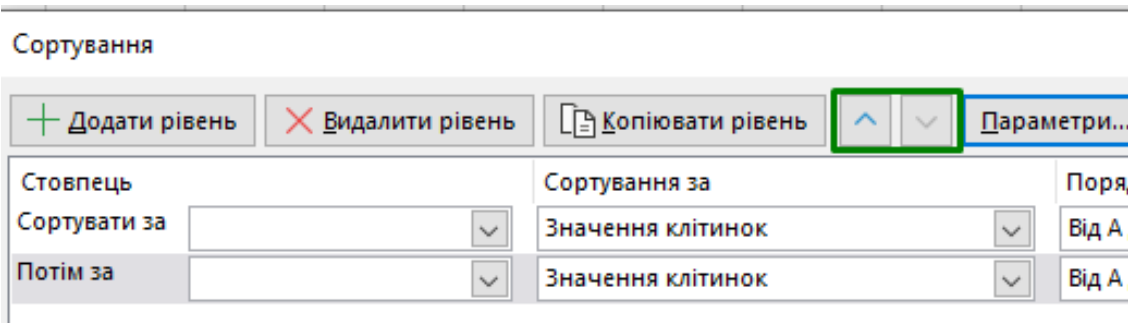 Сортування
Додати рівень Видалити рівень Копіювати рівень Параметри...
Стовпець Сортування за
Сортувати за Значення клітинок Від А
Потім за Значення клітинок Від А